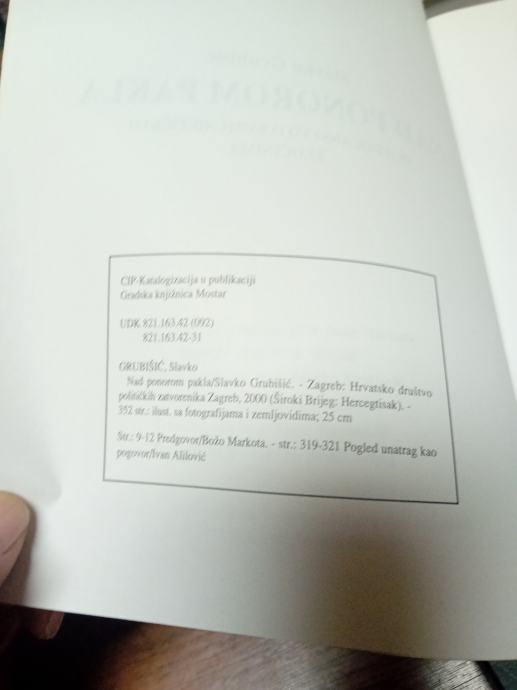 CIP-Katalogizacija u publikaciji
Gradska knjižnica Mostar
UDK 821.163.42 (092)
821.163.42-31
GRUBIŠIĆ, Slavko
Nad ponorom pakla/Slavko Grubišić. - Zagreb: Hrvatsko društvo
političkih zatvorenika Zagreb, 2000 (Široki Brijeg: Hercegtisak). -
352 str.: ilust. sa fotografijama i zemljovidima; 25 cm
Str.: 9-12 Predgovor/Božo Markota. - str.: 319-321 Pogled unatrag kao
pogovor/Ivan Alilović